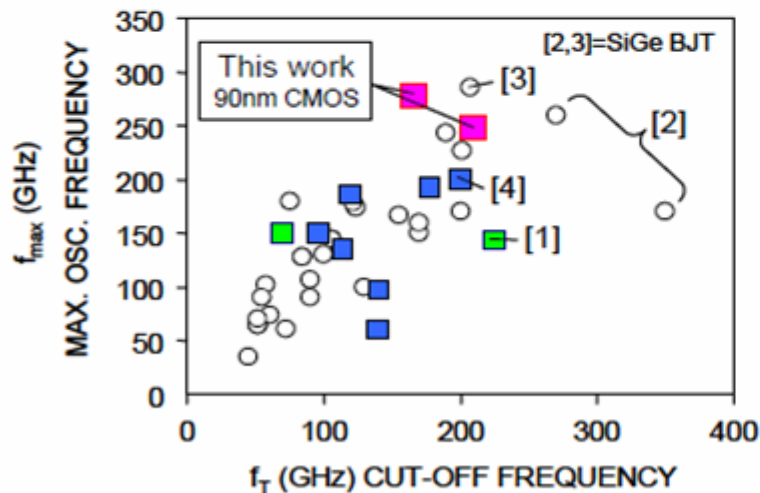 [2,3]=SiGe BJT
This work
90nm CMOS
[3]
[2]
[4]
[1]
f_max (GHz)
MAX. OSC. FREQUENCY
350
300
250
200
150
100
50
0
0 100 200 300 400
f_T (GHz) CUT-OFF FREQUENCY